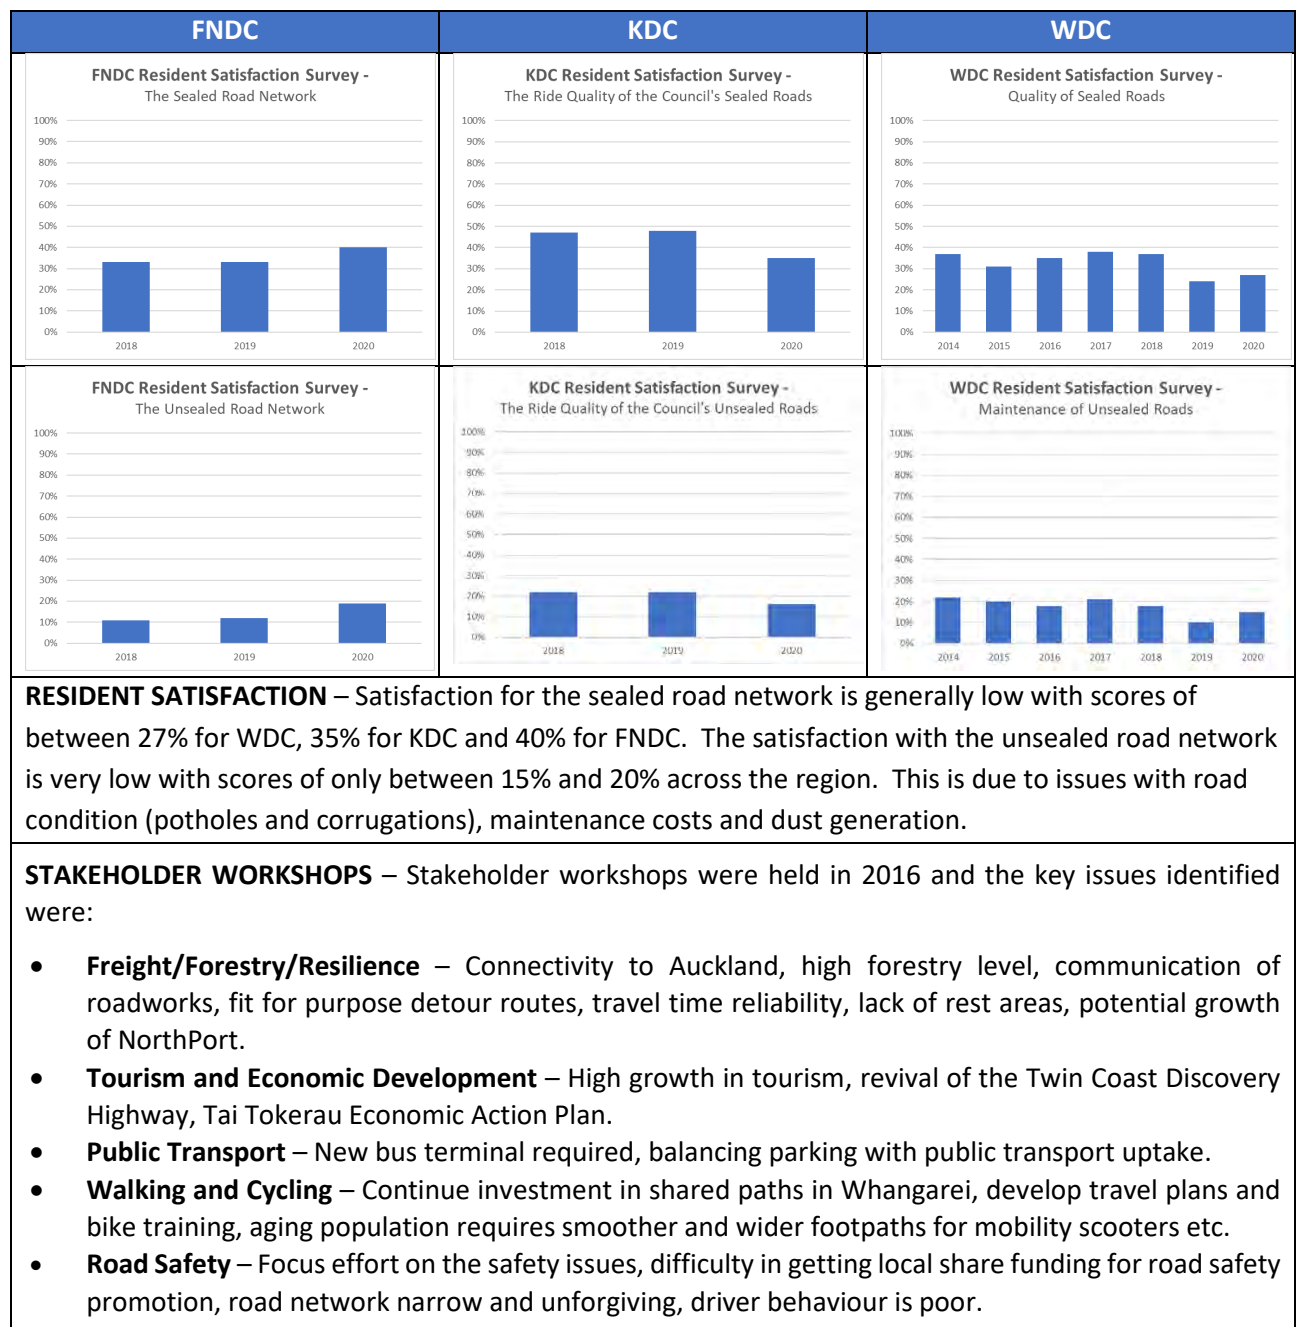 FNDC
KDC
WDC
FNDC Resident Satisfaction Survey -
The Sealed Road Network
100%
90%
80%
70%
60%
50%
40%
30%
20%
10%
0%
2018 2019 2020
KDC Resident Satisfaction Survey -
The Ride Quality of the Council's Sealed Roads
100%
90%
80%
70%
60%
50%
40%
30%
20%
10%
0%
2018 2019 2020
WDC Resident Satisfaction Survey -
Quality of Sealed Roads
100%
90%
80%
70%
60%
50%
40%
30%
20%
10%
0%
2014 2015 2016 2017 2018 2019 2020
FNDC Resident Satisfaction Survey -
The Unsealed Road Network
100%
90%
80%
70%
60%
50%
40%
30%
20%
10%
0%
2018 2019 2020
KDC Resident Satisfaction Survey -
The Ride Quality of the Council's Unsealed Roads
100%
90%
80%
70%
60%
50%
40%
30%
20%
10%
0%
2018 2019 2020
WDC Resident Satisfaction Survey -
Maintenance of Unsealed Roads
100%
90%
80%
70%
60%
50%
40%
30%
20%
10%
0%
2014 2015 2016 2017 2018 2019 2020
RESIDENT SATISFACTION – Satisfaction for the sealed road network is generally low with scores of
between 27% for WDC, 35% for KDC and 40% for FNDC. The satisfaction with the unsealed road network
is very low with scores of only between 15% and 20% across the region. This is due to issues with road
condition (potholes and corrugations), maintenance costs and dust generation.
STAKEHOLDER WORKSHOPS – Stakeholder workshops were held in 2016 and the key issues identified
were:
• Freight/Forestry/Resilience – Connectivity to Auckland, high forestry level, communication of
roadworks, fit for purpose detour routes, travel time reliability, lack of rest areas, potential growth
of NorthPort.
• Tourism and Economic Development – High growth in tourism, revival of the Twin Coast Discovery
Highway, Tai Tokerau Economic Action Plan.
• Public Transport – New bus terminal required, balancing parking with public transport uptake.
• Walking and Cycling – Continue investment in shared paths in Whangarei, develop travel plans and
bike training, aging population requires smoother and wider footpaths for mobility scooters etc.
• Road Safety – Focus effort on the safety issues, difficulty in getting local share funding for road safety
promotion, road network narrow and unforgiving, driver behaviour is poor.